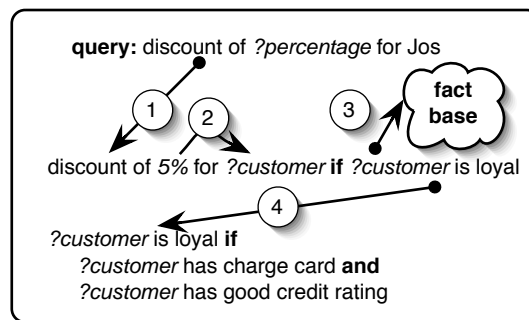 query: discount of ?percentage for Jos
1
2
3
fact
base
discount of 5% for ?customer if ?customer is loyal
4
?customer is loyal if
?customer has charge card and
?customer has good credit rating